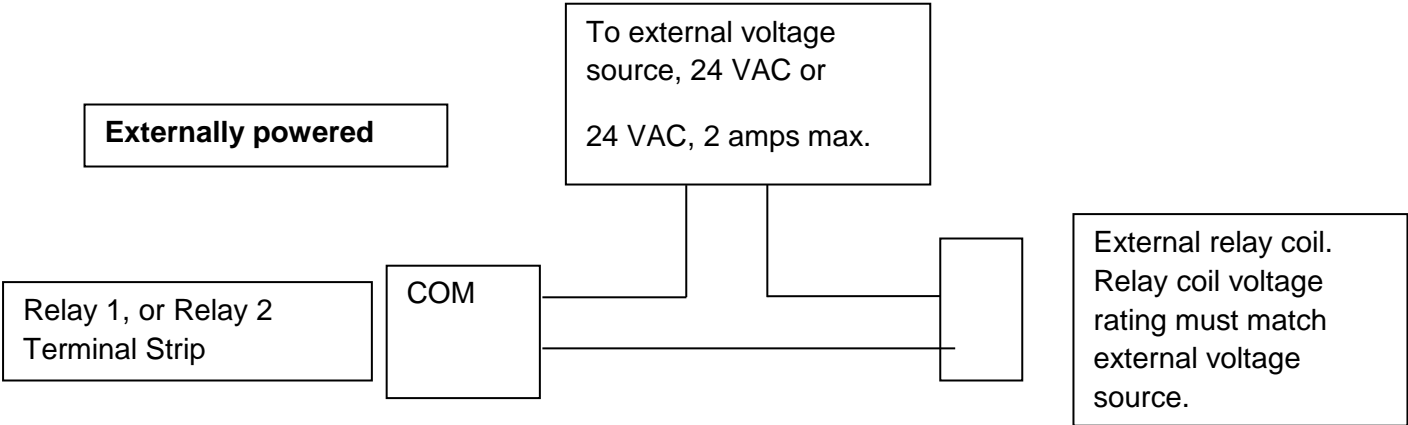 To external voltage
source, 24 VAC or
24 VAC, 2 amps max.
Externally powered
Relay 1, or Relay 2
Terminal Strip
COM
External relay coil.
Relay coil voltage
rating must match
external voltage
source.